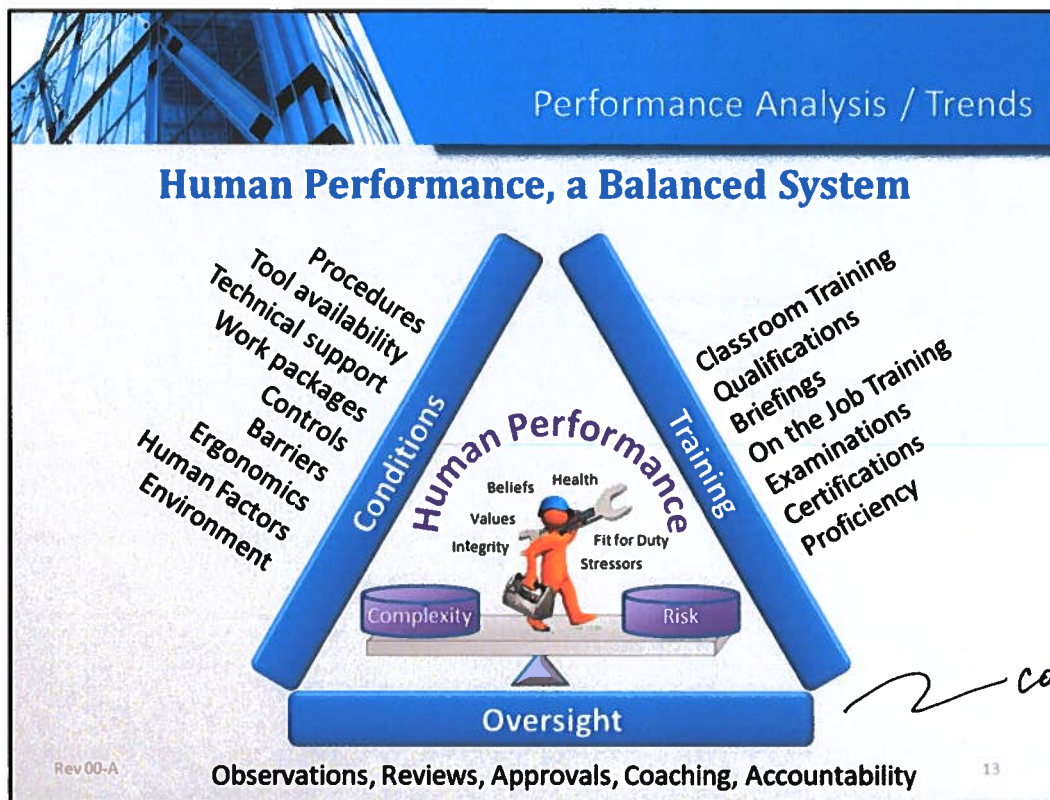 Performance Analysis / Trends
Human Performance, a Balanced System
Procedures
Tool availability
Technical support
Work packages
Controls
Barriers
Ergonomics
Human Factors
Environment
Conditions
Human Performance
Beliefs
Health
Values
Integrity
Fit for Duty
Stressors
Complexity
Risk
Training
Classroom Training
Qualifications
Briefings
On the Job Training
Examinations
Certifications
Proficiency
Oversight
Observations, Reviews, Approvals, Coaching, Accountability
Rev 00-A
13